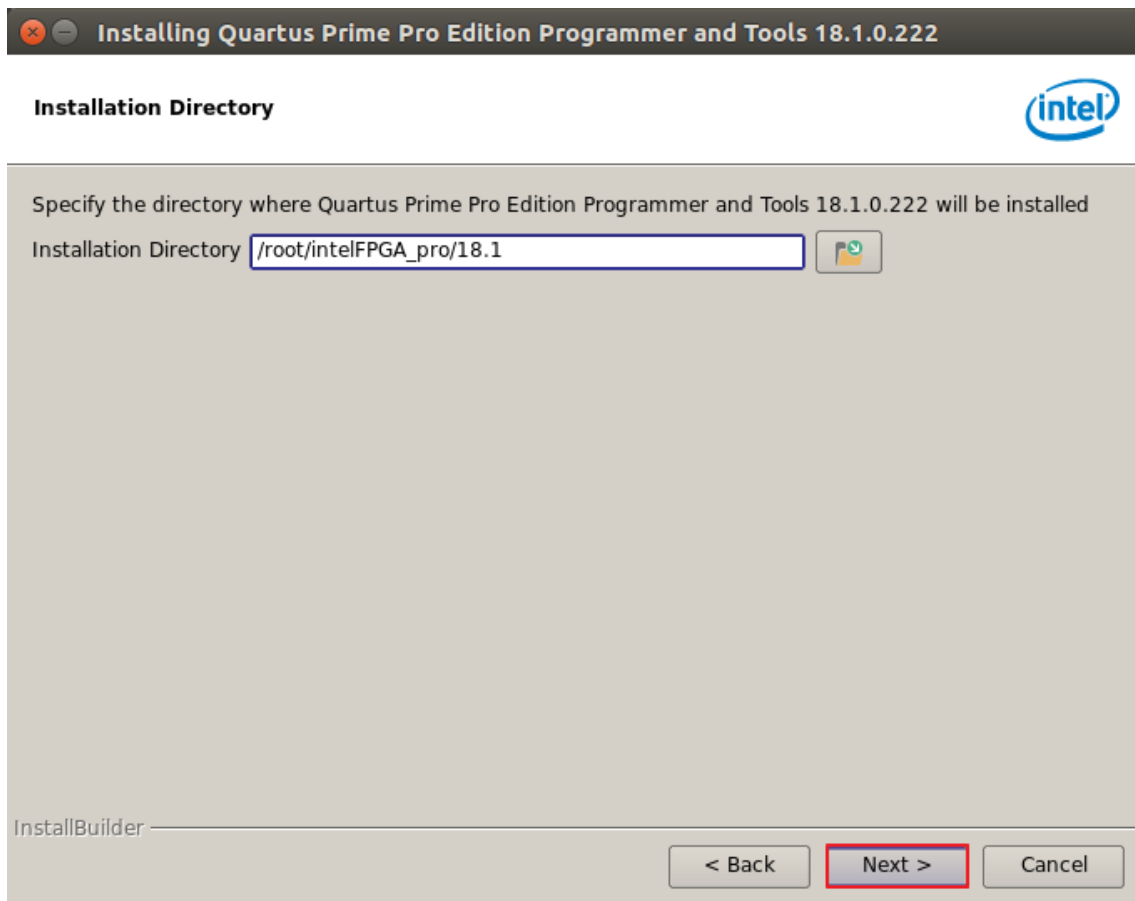 Installing Quartus Prime Pro Edition Programmer and Tools 18.1.0.222
Installation Directory
intel
Specify the directory where Quartus Prime Pro Edition Programmer and Tools 18.1.0.222 will be installed
Installation Directory /root/intelFPGA_pro/18.1
InstallBuilder
< Back Next > Cancel